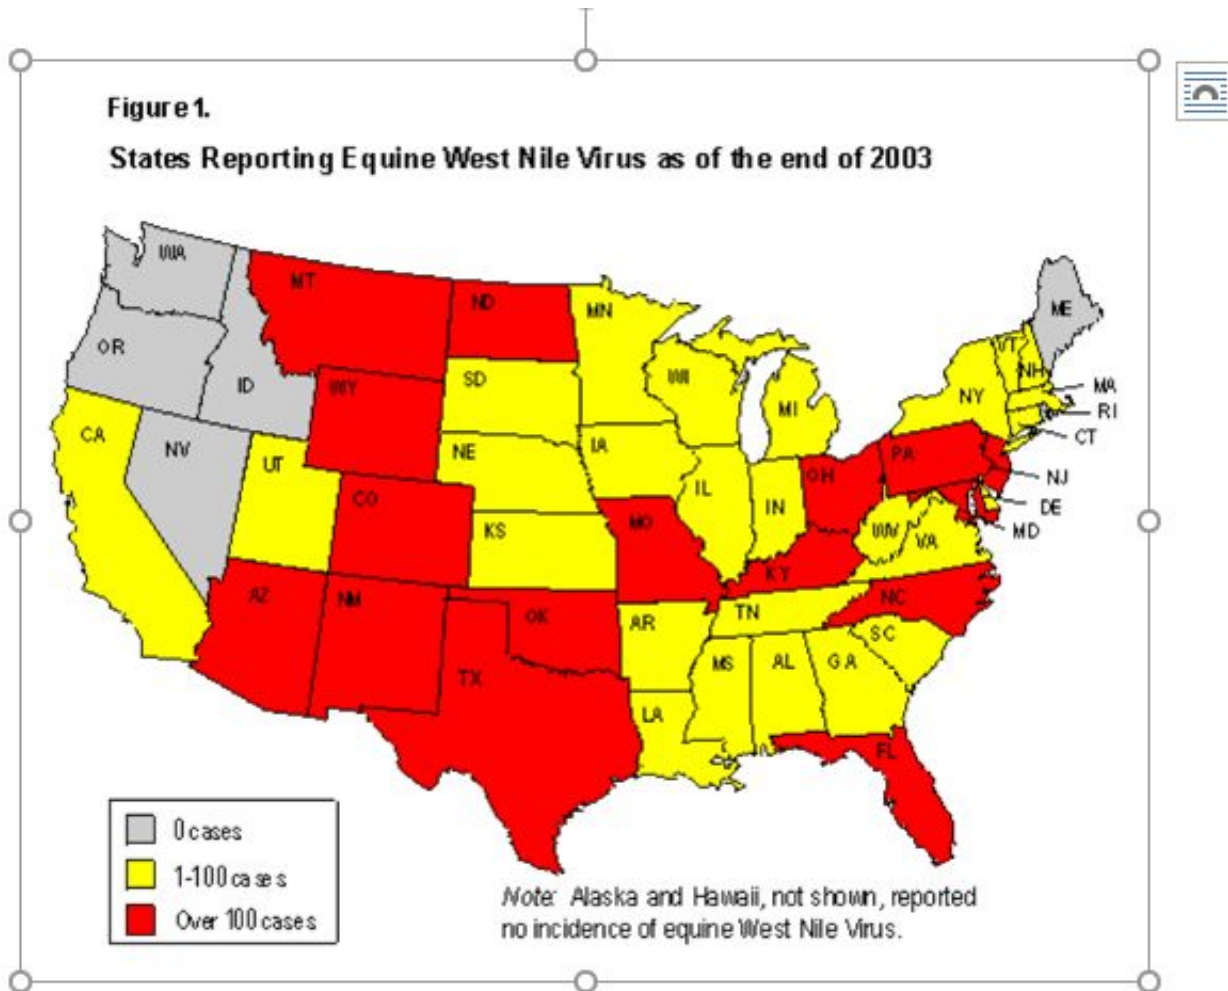 Figure 1.
States Reporting Equine West Nile Virus as of the end of 2003
WA
MT
ND
MN
ME
OR
ID
WY
SD
WI
MI
NY
VT
NH
MA
RI
CT
CA
NV
UT
CO
NE
IA
IL
IN
OH
PA
NJ
DE
MD
KS
MO
KY
WV
VA
AZ
NM
OK
AR
TN
NC
SC
TX
LA
MS
AL
GA
FL
0 cases
1-100 cases
Over 100 cases
Note: Alaska and Hawaii, not shown, reported
no incidence of equine West Nile Virus.